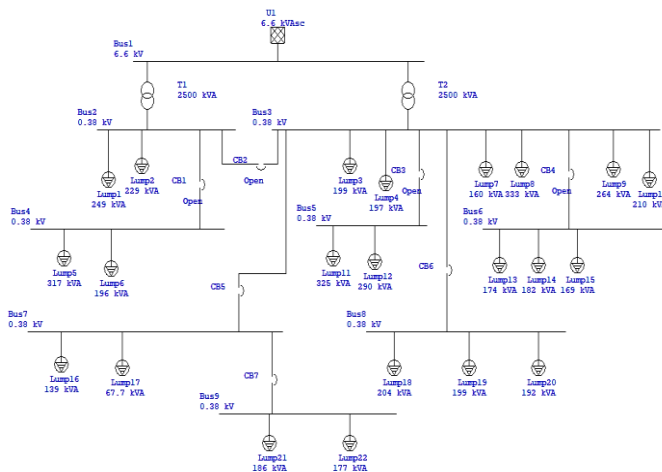 U1
6.6 kVAsc
Bus1
6.6 kV
T1
2500 kVA
T2
2500 kVA
Bus2
0.38 kV
Bus3
0.38 kV
CB2
Open
CB1
Open
CB3
Open
CB4
Lump1
249 kVA
Lump2
229 kVA
Lump3
199 kVA
Lump4
197 kVA
Lump7
160 kVA
Lump8
333 kVA
Open
Lump9
264 kVA
Lump1
210 kVA
Bus4
0.38 kV
Bus5
0.38 kV
Bus6
0.38 kV
Lump5
317 kVA
Lump6
196 kVA
Lump11
325 kVA
Lump12
290 kVA
CB6
Lump13
174 kVA
Lump14
182 kVA
Lump15
169 kVA
CB5
Bus7
0.38 kV
Bus8
0.38 kV
Lump16
139 kVA
Lump17
67.7 kVA
CB7
Lump18
204 kVA
Lump19
199 kVA
Lump20
192 kVA
Bus9
0.38 kV
Lump21
186 kVA
Lump22
177 kVA